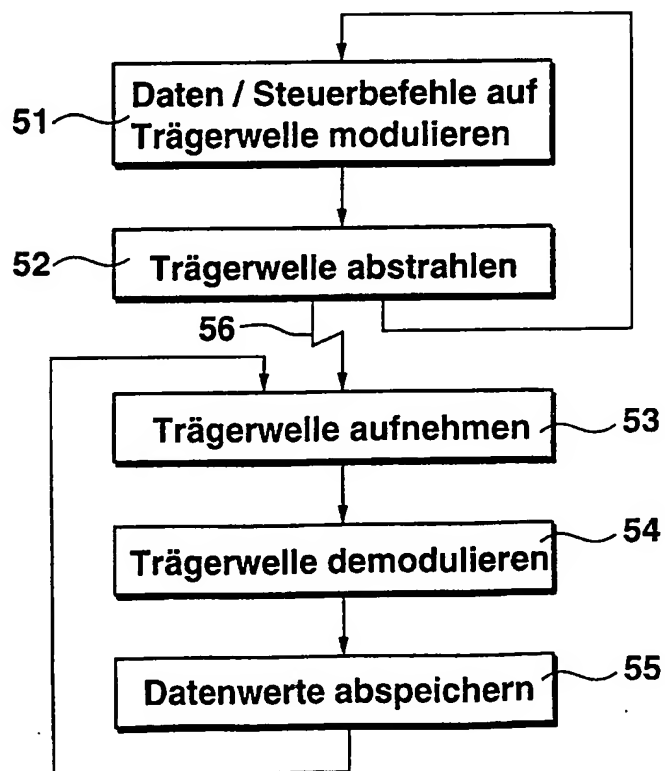 51
Daten / Steuerbefehle auf
Trägerwelle modulieren
52
Trägerwelle abstrahlen
56
Trägerwelle aufnehmen
53
Trägerwelle demodulieren
54
Datenwerte abspeichern
55